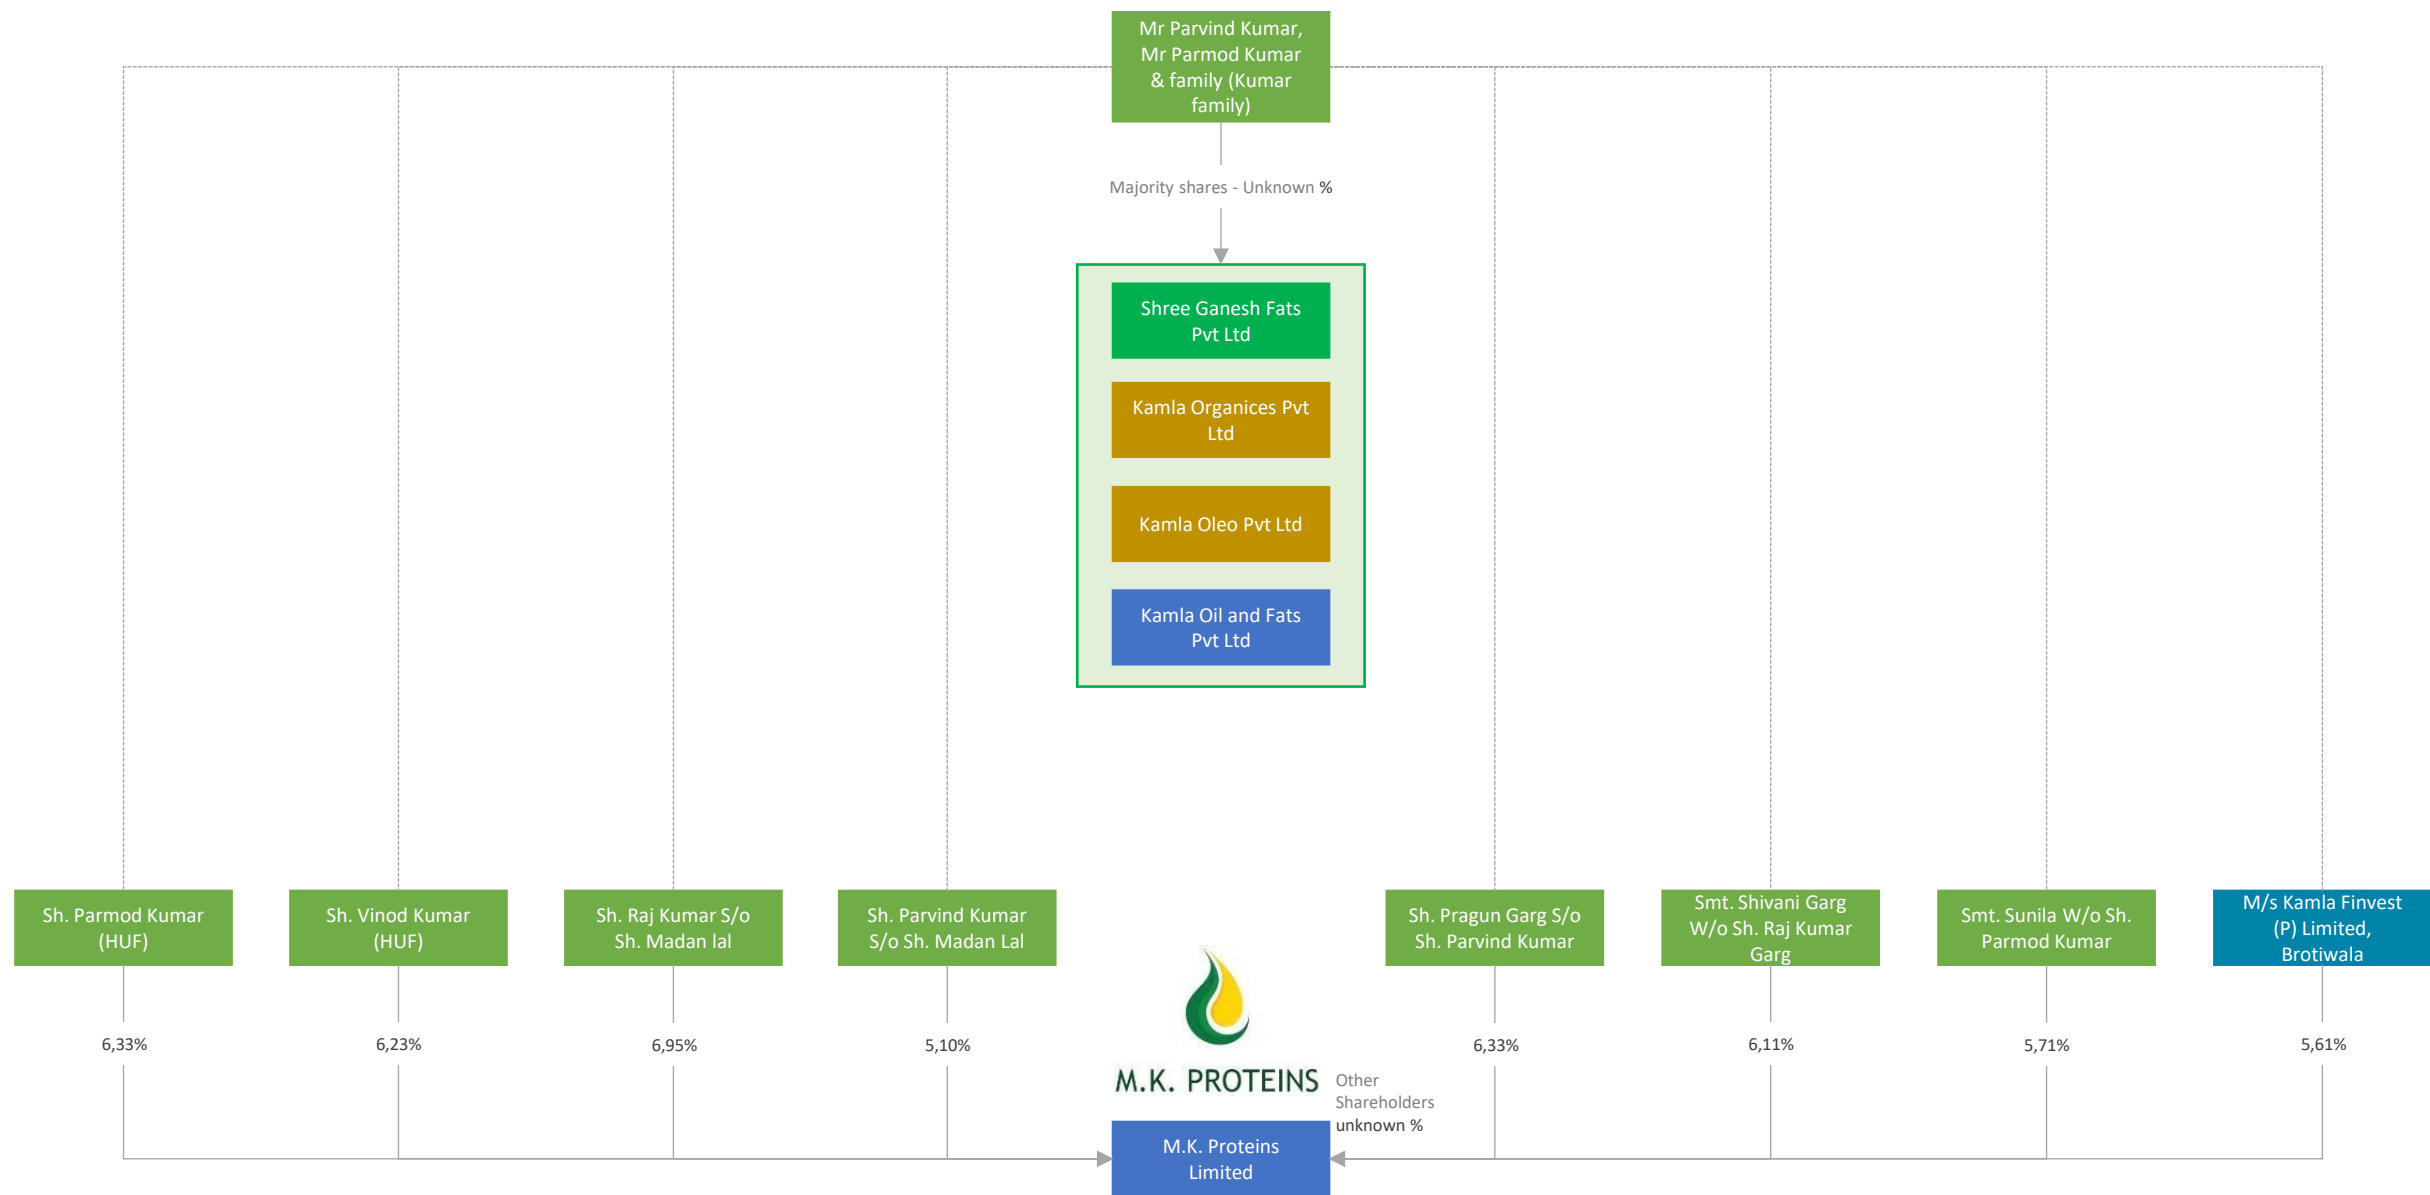 Mr Parvind Kumar,
Mr Parmod Kumar
& family (Kumar
family)
Majority shares - Unknown %
Shree Ganesh Fats
Pvt Ltd
Kamla Organices Pvt
Ltd
Kamla Oleo Pvt Ltd
Kamla Oil and Fats
Pvt Ltd
Sh. Parmod Kumar
(HUF)
Sh. Vinod Kumar
(HUF)
Sh. Raj Kumar S/o
Sh. Madan lal
Sh. Parvind Kumar
S/o Sh. Madan Lal
Sh. Pragun Garg S/o
Sh. Parvind Kumar
Smt. Shivani Garg
W/o Sh. Raj Kumar
Garg
Smt. Sunila W/o Sh.
Parmod Kumar
M/s Kamla Finvest
(P) Limited,
Brotiwala
6,33%
6,23%
6,95%
5,10%
6,33%
6,11%
5,71%
5,61%
M.K. PROTEINS
Other
Shareholders
unknown %
M.K. Proteins
Limited